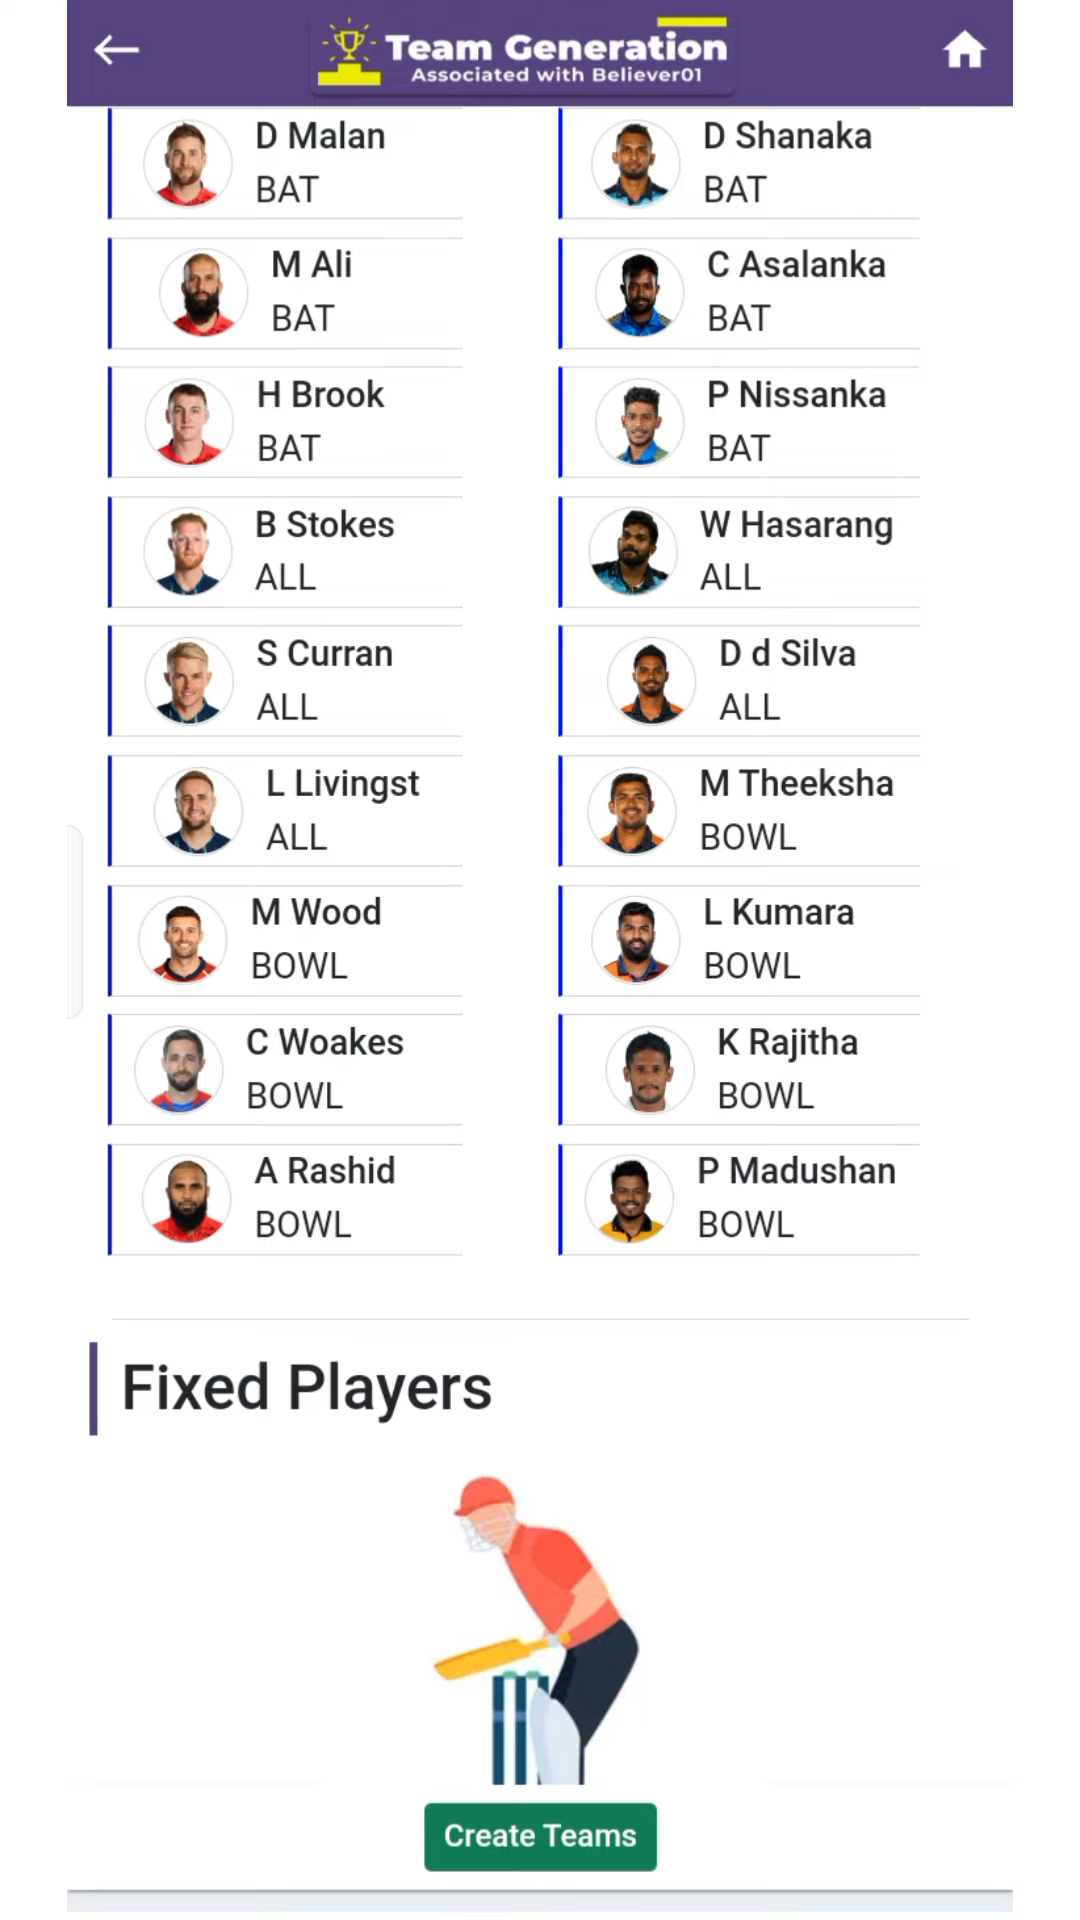 Team Generation
Associated with Believer01
D Malan
BAT
D Shanaka
BAT
M Ali
BAT
C Asalanka
BAT
H Brook
BAT
P Nissanka
BAT
B Stokes
ALL
W Hasarang
ALL
S Curran
ALL
D d Silva
ALL
L Livingst
ALL
M Theeksha
BOWL
M Wood
BOWL
L Kumara
BOWL
C Woakes
BOWL
K Rajitha
BOWL
A Rashid
BOWL
P Madushan
BOWL
Fixed Players
Create Teams